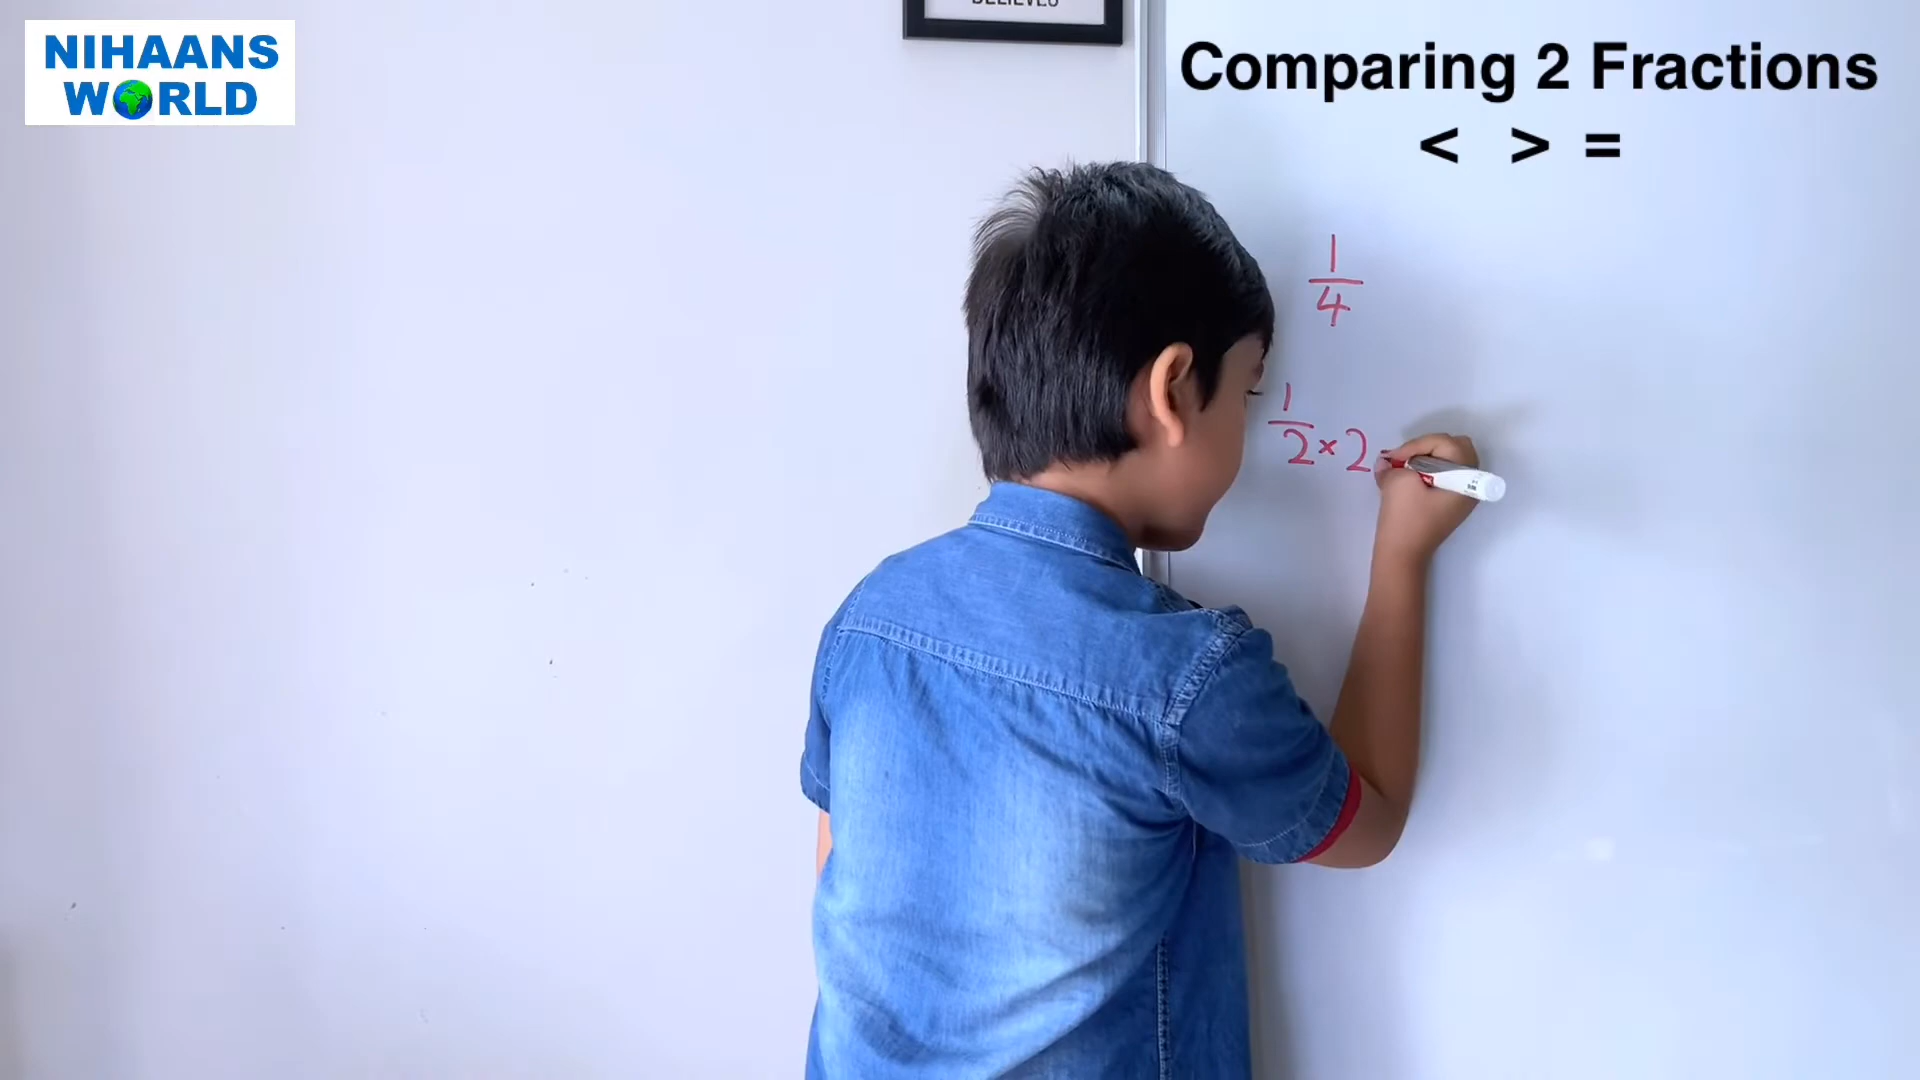 NIHAANS
WORLD
Comparing 2 Fractions
< > =
1
4
1
2 × 2